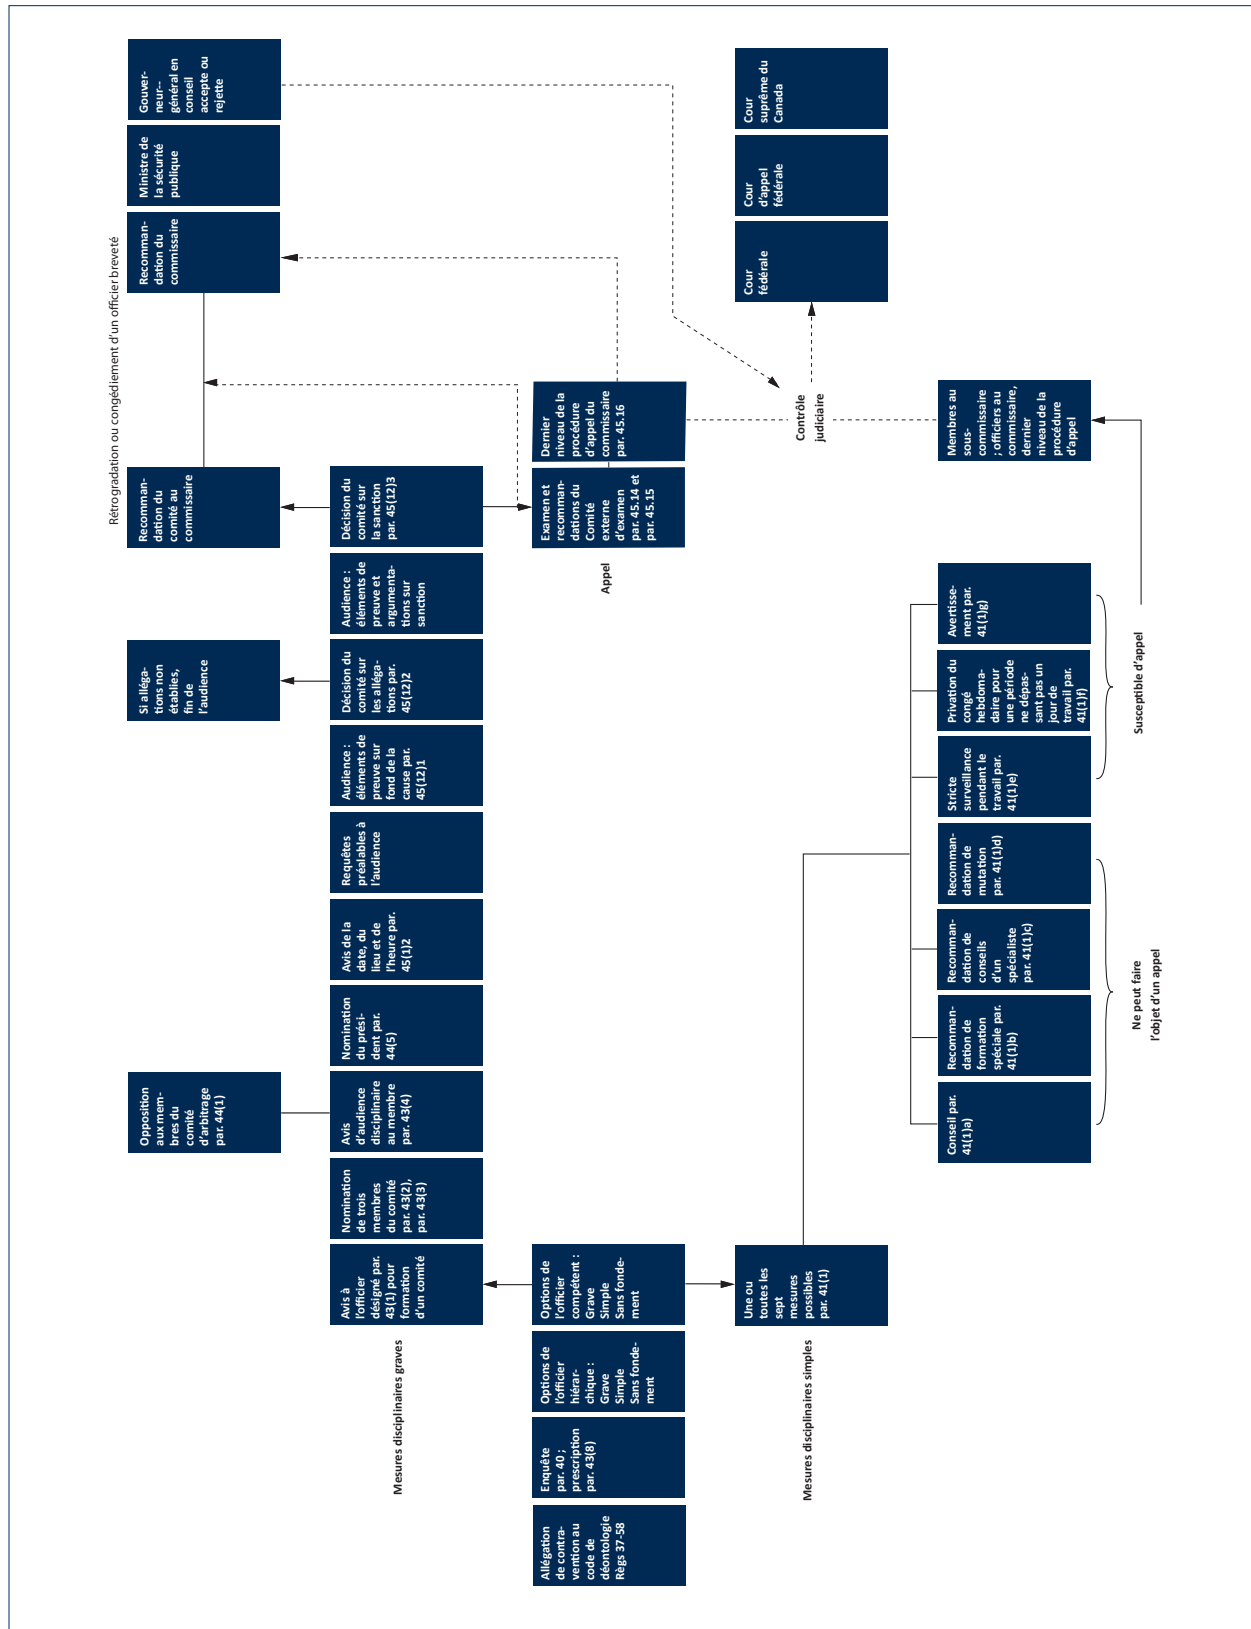 Rétrogradation ou congédiement d'un officier breveté
Opposition
aux mem-
bres du
comité
d'arbitrage
par. 44(1)
Si alléga-
tions non
établies,
fin de
l'audience
Recomman-
dation du
comité au
commissaire
Recomman-
dation du
commissaire
Ministre de
la sécurité
publique
Gouver-
neur--
général en
conseil
accepte ou
rejette
Mesures disciplinaires graves
Avis à
l'officier
désigné par.
43(1) pour
formation
d'un comité
Nomination
de trois
membres
du comité
par. 43(2),
par. 43(3)
Avis
d'audience
disciplinaire
au membre
par. 43(4)
Nomination
du prési-
dent par.
44(5)
Avis de la
date, du
lieu et de
l'heure par.
45(1)2
Requêtes
préalables à
l'audience
Audience :
éléments de
preuve sur
fond de la
cause par.
45(12)1
Décision du
comité sur
les alléga-
tions par.
45(12)2
Audience :
éléments de
preuve et
argumenta-
tions sur
sanction
Décision du
comité sur
la sanction
par. 45(12)3
Allégation
de contra-
vention au
code de
déontologie
Règs 37-58
Enquête
par. 40 ;
prescription
par. 43(8)
Options de
l'officier
hiérar-
chique :
Grave
Simple
Sans fonde-
ment
Options de
l'officier
compétent :
Grave
Simple
Sans fonde-
ment
Examen et
recomman-
dations du
Comité
externe
d'examen
par. 45.14 et
par. 45.15
Dernier
niveau de la
procédure
d'appel du
commissaire
par. 45.16
Appel
Mesures disciplinaires simples
Une ou
toutes les
sept
mesures
possibles
par. 41(1)
Contrôle
judiciaire
Cour
fédérale
Cour
d'appel
fédérale
Cour
suprême du
Canada
Conseil par.
41(1)a)
Recomman-
dation de
formation
spéciale par.
41(1)b)
Recomman-
dation de
conseils
d'un
spécialiste
par. 41(1)c)
Recomman-
dation de
mutation
par. 41(1)d)
Stricte
surveillance
pendant le
travail par.
41(1)e)
Privation du
congé
hebdoma-
daire pour
une période
ne dépas-
sant pas un
jour de
travail par.
41(1)f)
Avertisse-
ment par.
41(1)g)
Membres au
sous-
commissaire
; officiers au
commissaire,
dernier
niveau de la
procédure
d'appel
Ne peut faire
l'objet d'un appel
Susceptible d'appel